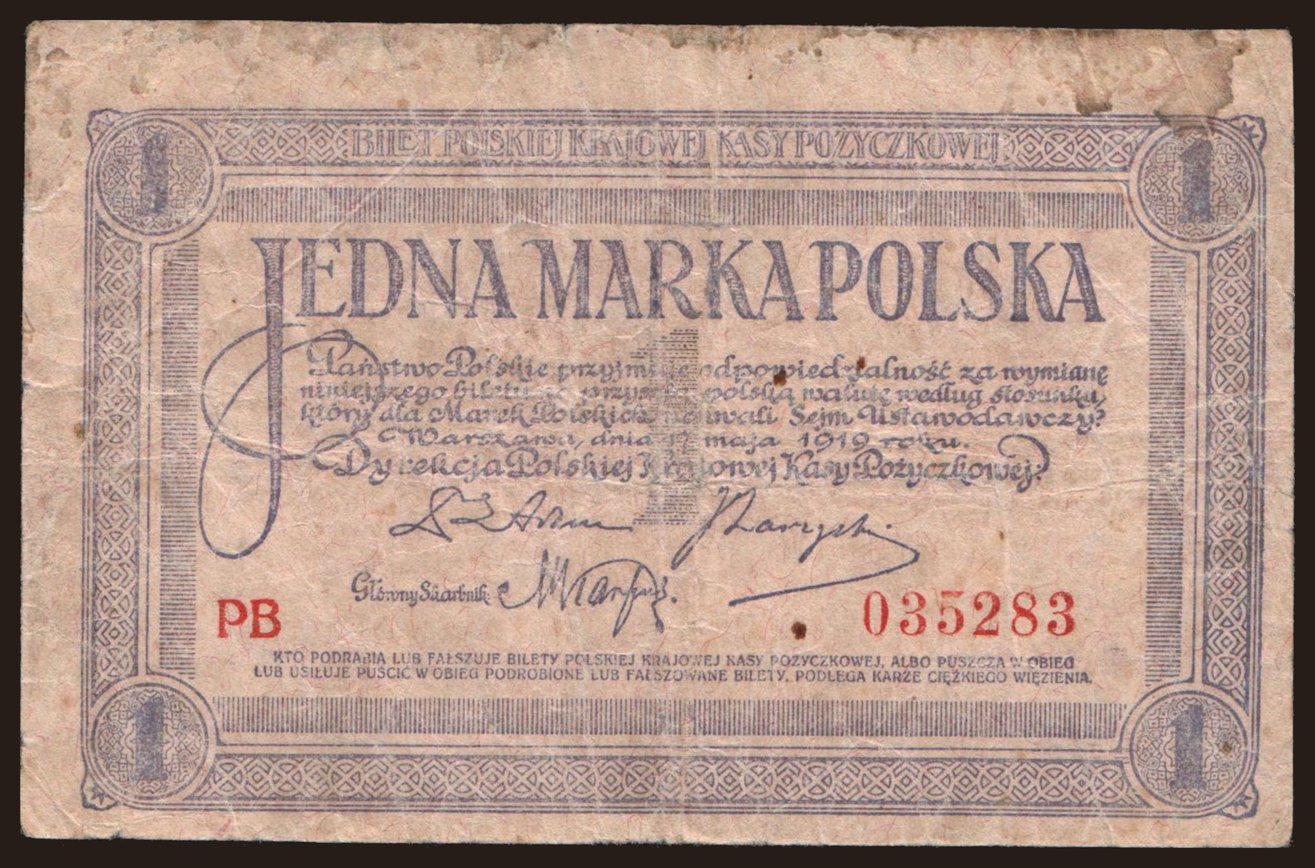 BILET POLSKIEJ KRAJOWEJ KASY POŻYCZKOWEJ
1 1
JEDNA MARKA POLSKA
1
Państwo Polskie przyjmuje odpowiedzialność za wymianę
niniejszego biletu na przyszłą polską walutę według stosunku,
który dla Marek Polskich uchwali Sejm Ustawodawczy.
Warszawa, dnia 17 maja 1919 roku.
Dyrekcja Polskiej Krajowej Kasy Pożyczkowej:
Główny Skarbnik
PB 035283
KTO PODRABIA LUB FAŁSZUJE BILETY POLSKIEJ KRAJOWEJ KASY POŻYCZKOWEJ, ALBO PUSZCZA W OBIEG
LUB USIŁUJE PUŚCIĆ W OBIEG PODROBIONE LUB FAŁSZOWANE BILETY, PODLEGA KARZE CIĘŻKIEGO WIĘZIENIA.
1 1